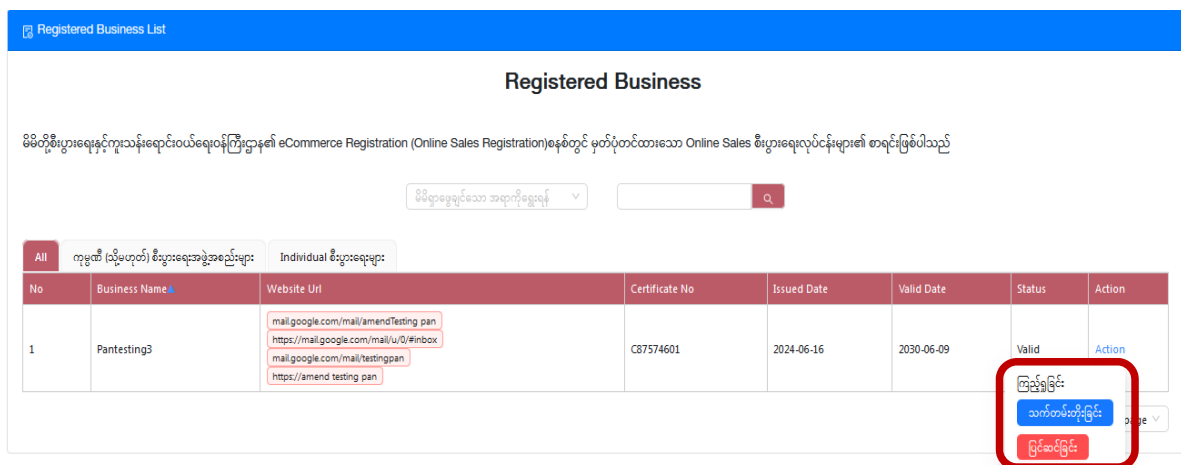 Registered Business List
Registered Business
မိမိတို့စီးပွားရေးနှင့်ကူးသန်းရောင်းဝယ်ရေးဝန်ကြီးဌာန၏ eCommerce Registration (Online Sales Registration)စနစ်တွင် မှတ်ပုံတင်ထားသော Online Sales စီးပွားရေးလုပ်ငန်းများ၏ စာရင်းဖြစ်ပါသည်
မိမိရှာဖွေချင်သော အရာကိုရွေးရန်
All ကုမ္ပဏီ (သို့မဟုတ်) စီးပွားရေးအဖွဲ့အစည်းများ Individual စီးပွားရေးများ
No Business Name Website Url Certificate No Issued Date Valid Date Status Action
mail.google.com/mail/amendTesting pan
https://mail.google.com/mail/u/0/#inbox
1 Pantesting3 C87574601 2024-06-16 2030-06-09 Valid Action
mail.google.com/mail/testingpan
https://amend testing pan
ကြည့်ရှုခြင်း
သက်တမ်းတိုးခြင်း
ပြင်ဆင်ခြင်း